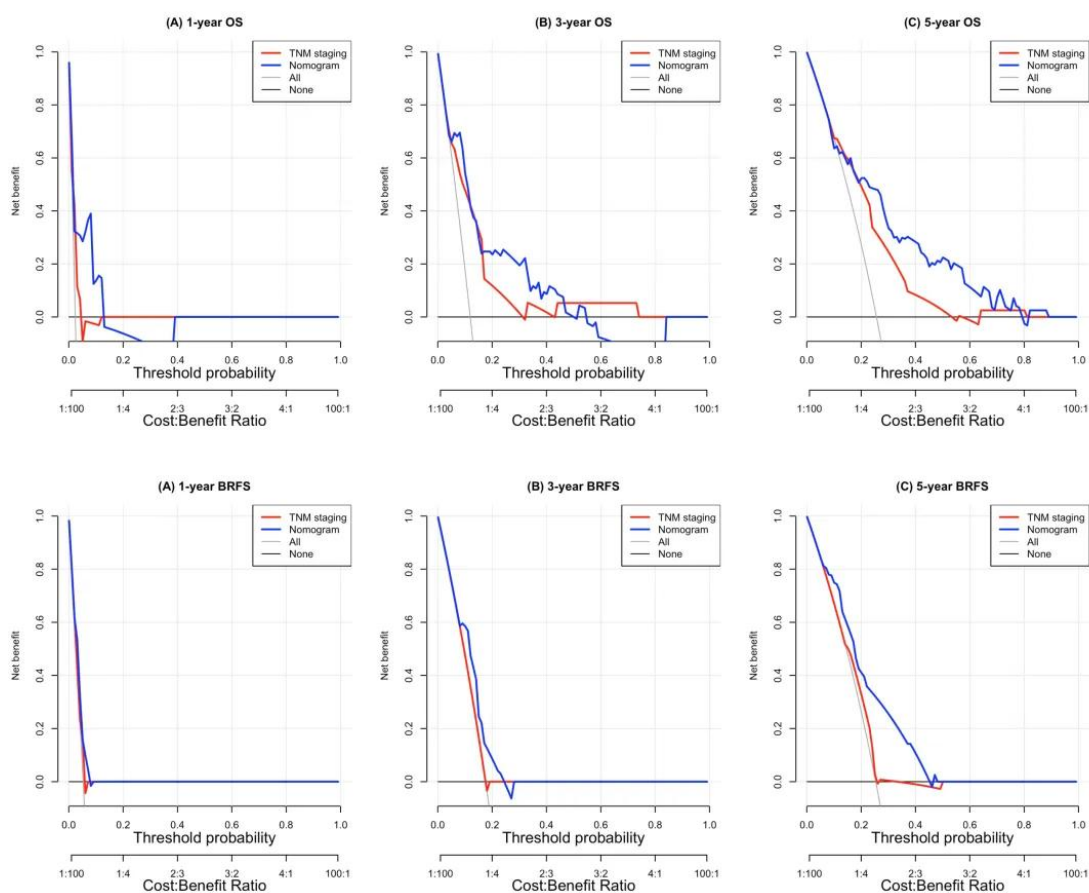 (A) 1-year OS
Net benefit
1.0
0.8
0.6
0.4
0.2
0.0
TNM staging
Nomogram
All
None
0.0 0.2 0.4 0.6 0.8 1.0
Threshold probability
1:100 1:4 2:3 3:2 4:1 100:1
Cost:Benefit Ratio
(B) 3-year OS
Net benefit
1.0
0.8
0.6
0.4
0.2
0.0
TNM staging
Nomogram
All
None
0.0 0.2 0.4 0.6 0.8 1.0
Threshold probability
1:100 1:4 2:3 3:2 4:1 100:1
Cost:Benefit Ratio
(C) 5-year OS
Net benefit
1.0
0.8
0.6
0.4
0.2
0.0
TNM staging
Nomogram
All
None
0.0 0.2 0.4 0.6 0.8 1.0
Threshold probability
1:100 1:4 2:3 3:2 4:1 100:1
Cost:Benefit Ratio
(A) 1-year BRFS
Net benefit
1.0
0.8
0.6
0.4
0.2
0.0
TNM staging
Nomogram
All
None
0.0 0.2 0.4 0.6 0.8 1.0
Threshold probability
1:100 1:4 2:3 3:2 4:1 100:1
Cost:Benefit Ratio
(B) 3-year BRFS
Net benefit
1.0
0.8
0.6
0.4
0.2
0.0
TNM staging
Nomogram
All
None
0.0 0.2 0.4 0.6 0.8 1.0
Threshold probability
1:100 1:4 2:3 3:2 4:1 100:1
Cost:Benefit Ratio
(C) 5-year BRFS
Net benefit
1.0
0.8
0.6
0.4
0.2
0.0
TNM staging
Nomogram
All
None
0.0 0.2 0.4 0.6 0.8 1.0
Threshold probability
1:100 1:4 2:3 3:2 4:1 100:1
Cost:Benefit Ratio